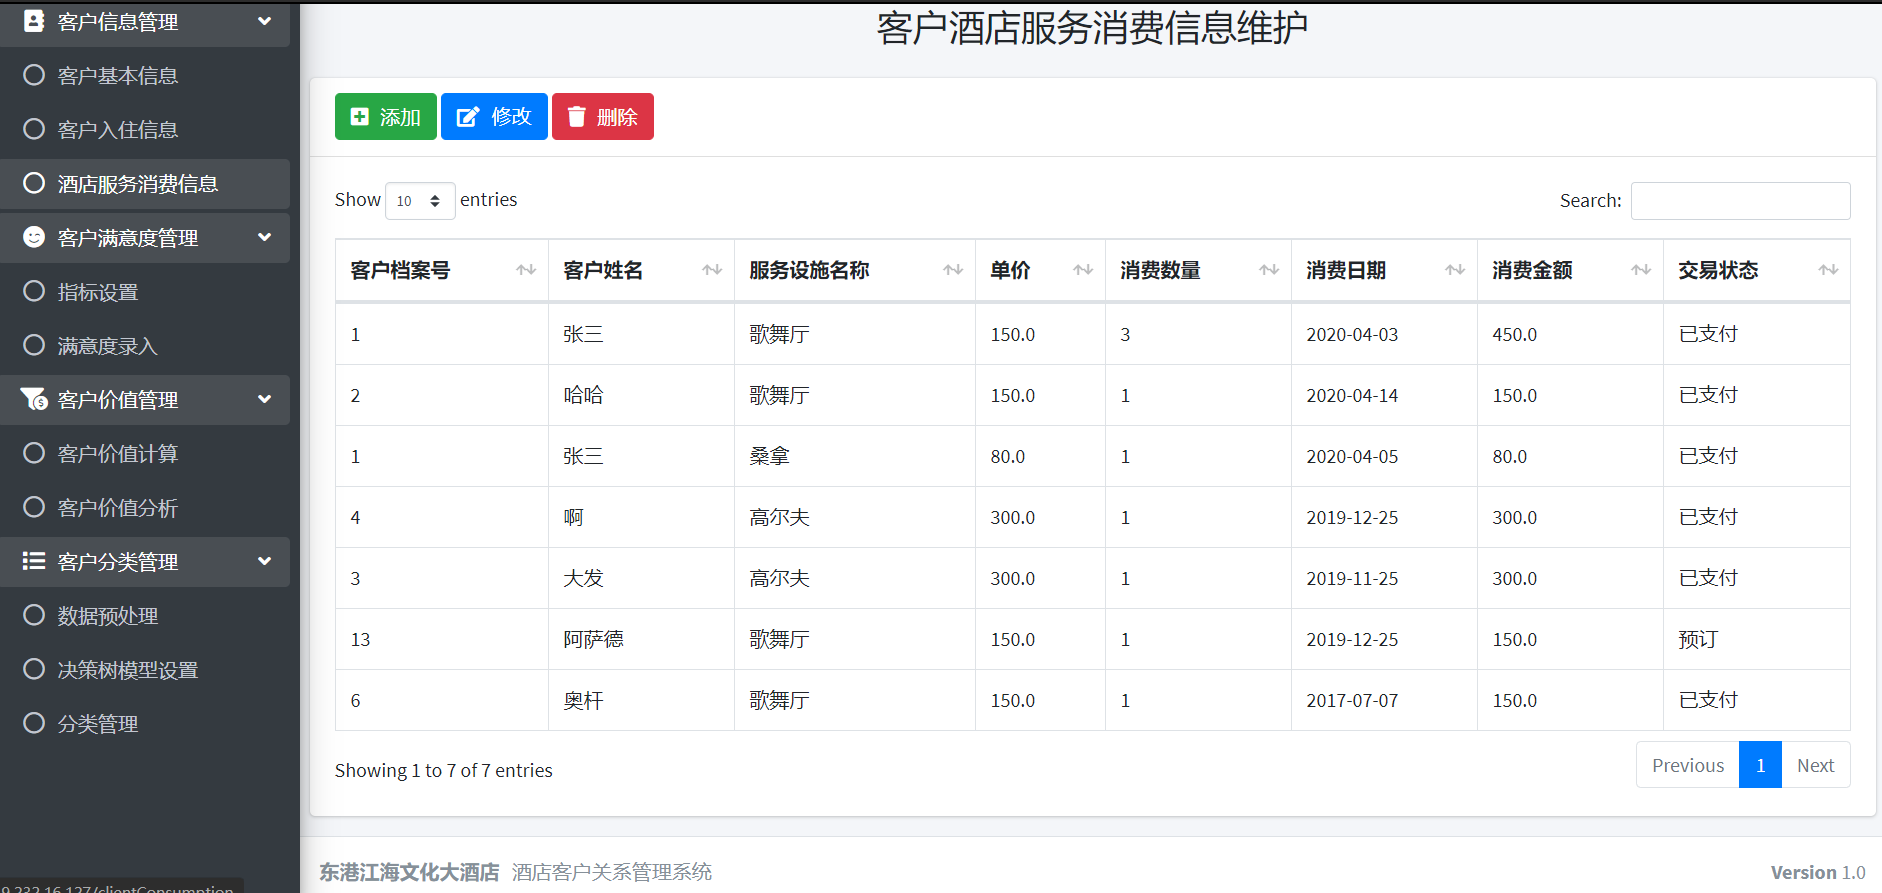 客户信息管理
客户基本信息
客户入住信息
酒店服务消费信息
客户满意度管理
指标设置
满意度录入
客户价值管理
客户价值计算
客户价值分析
客户分类管理
数据预处理
决策树模型设置
分类管理
9.232.16.127/clientConsumption
客户酒店服务消费信息维护
添加 修改 删除
Show 10 entries Search:
客户档案号 客户姓名 服务设施名称 单价 消费数量 消费日期 消费金额 交易状态
1 张三 歌舞厅 150.0 3 2020-04-03 450.0 已支付
2 哈哈 歌舞厅 150.0 1 2020-04-14 150.0 已支付
1 张三 桑拿 80.0 1 2020-04-05 80.0 已支付
4 啊 高尔夫 300.0 1 2019-12-25 300.0 已支付
3 大发 高尔夫 300.0 1 2019-11-25 300.0 已支付
13 阿萨德 歌舞厅 150.0 1 2019-12-25 150.0 预订
6 奥杆 歌舞厅 150.0 1 2017-07-07 150.0 已支付
Showing 1 to 7 of 7 entries Previous 1 Next
东港江海文化大酒店 酒店客户关系管理系统 Version 1.0